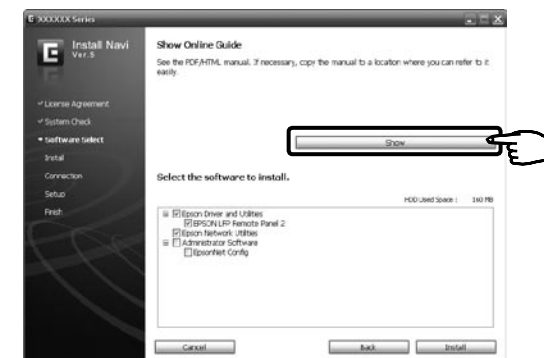 E XXXXXX Series
E Install Navi
Ver.5
License Agreement
System Check
Software Select
Install
Connection
Setup
Finish
Show Online Guide
See the PDF/HTML manual. If necessary, copy the manual to a location where you can refer to it
easily.
Show
Select the software to install.
HDD Used Space : 160 MB
Epson Driver and Utilities
EPSON LFP Remote Panel 2
Epson Network Utilities
Administrator Software
EpsonNet Config
Cancel
Back
Install